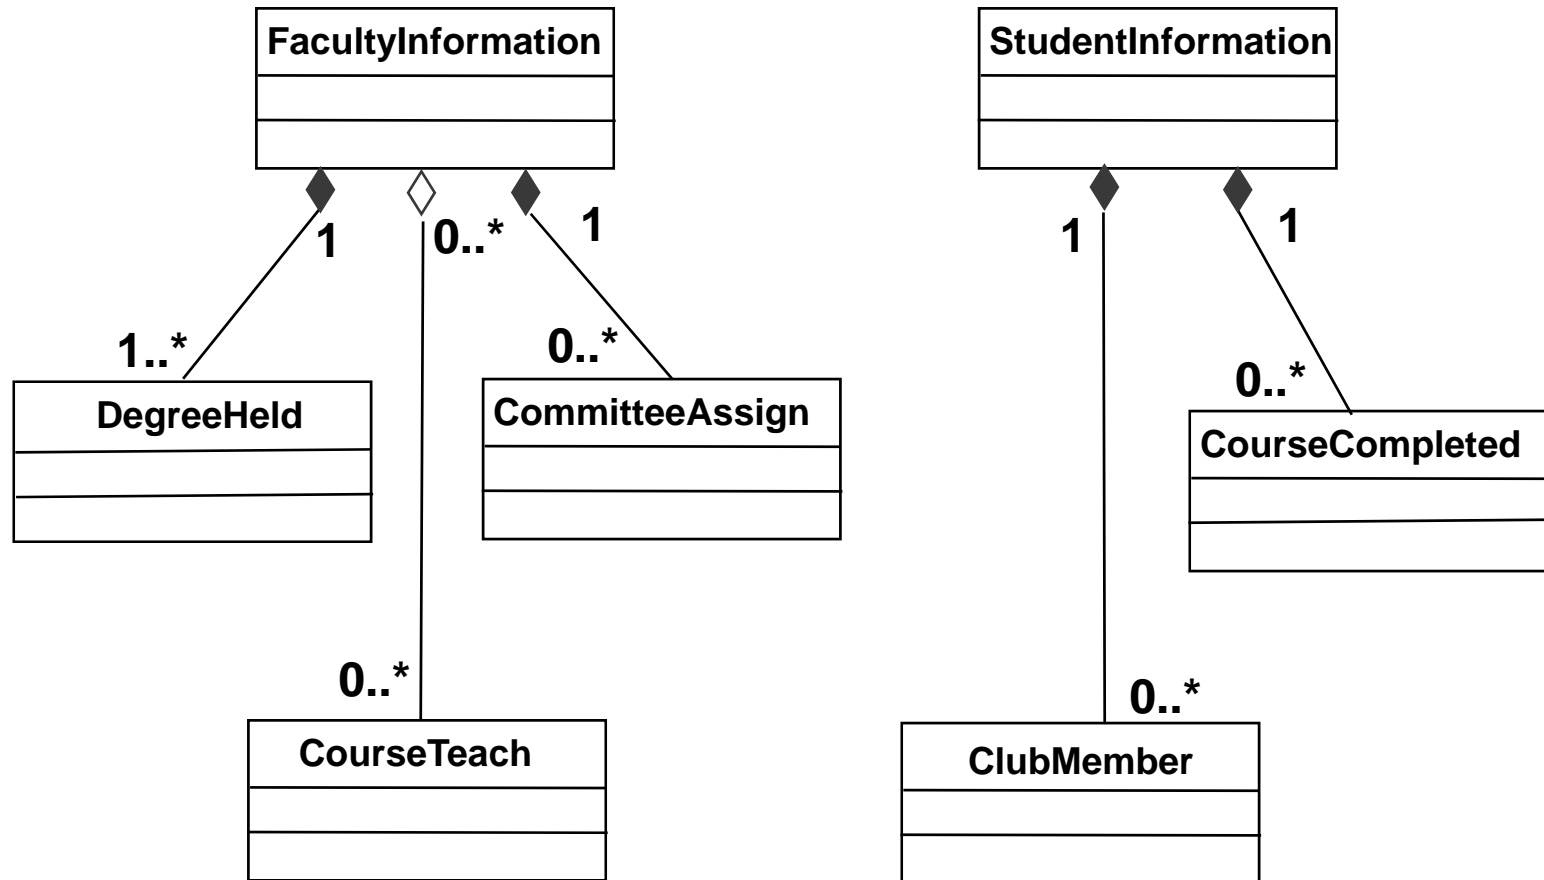 FacultyInformation
StudentInformation
1
0..*
1
1
1
1..*
0..*
0..*
DegreeHeld
CommitteeAssign
CourseCompleted
0..*
0..*
CourseTeach
ClubMember